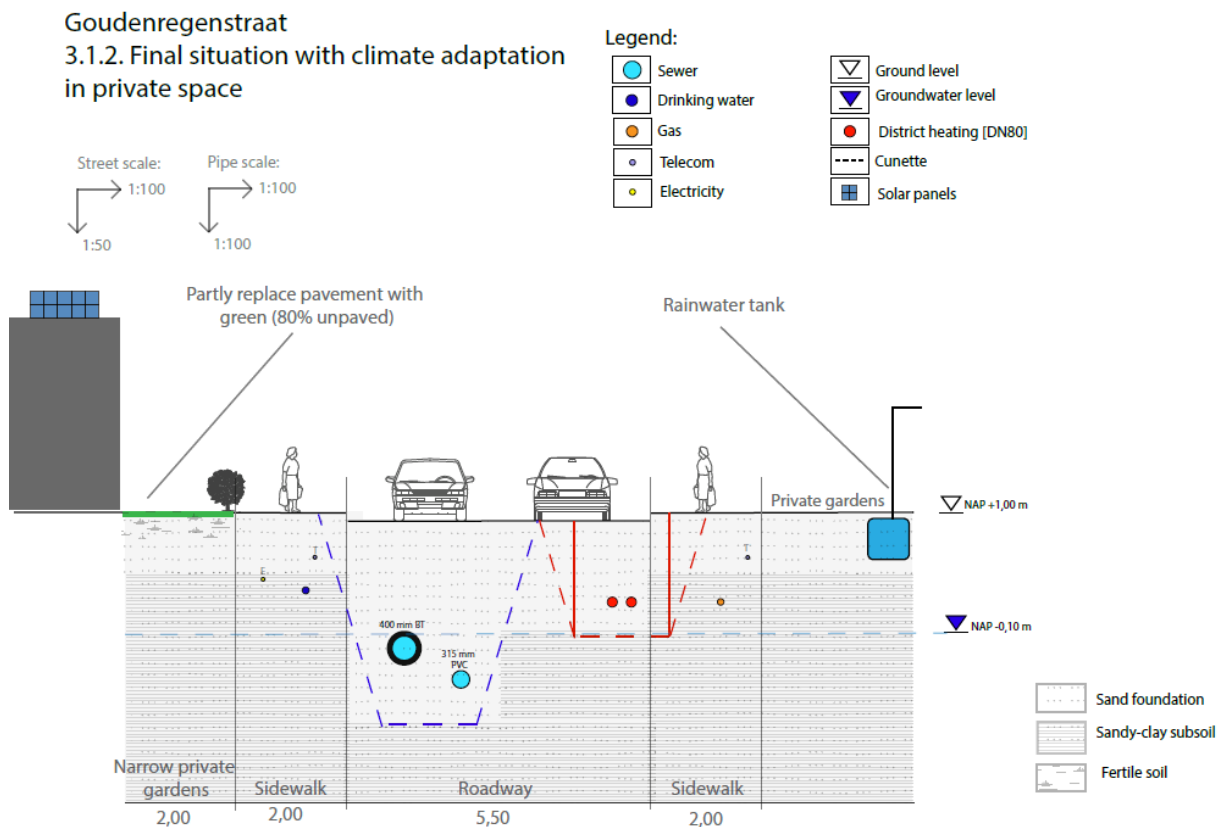 Goudenregenstraat
3.1.2. Final situation with climate adaptation
in private space
Legend:
Sewer
Drinking water
Gas
Telecom
Electricity
Ground level
Groundwater level
District heating [DN80]
Cunette
Solar panels
Street scale:
1:100
1:50
Pipe scale:
1:100
1:100
Partly replace pavement with
green (80% unpaved)
Rainwater tank
Private gardens
NAP +1,00 m
T
E
T
400 mm BT
315 mm
PVC
NAP -0,10 m
Sand foundation
Sandy-clay subsoil
Fertile soil
Narrow private
gardens
Sidewalk
Roadway
Sidewalk
2,00
2,00
5,50
2,00